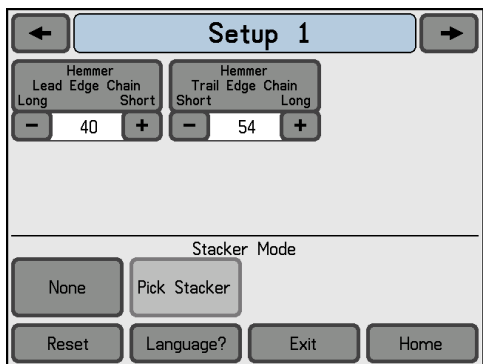 Setup 1
Hemmer
Lead Edge Chain
Long Short
- 40 +
Hemmer
Trail Edge Chain
Short Long
- 54 +
Stacker Mode
None
Pick Stacker
Reset
Language?
Exit
Home